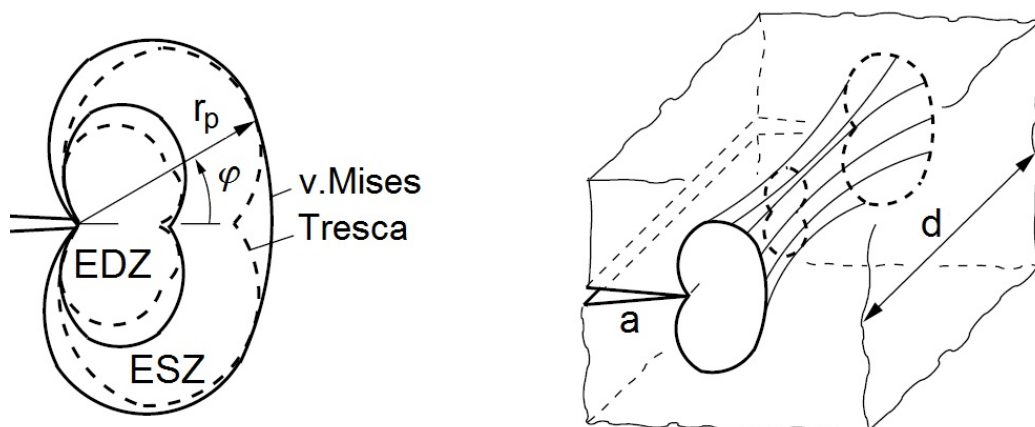 r_p
φ
v.Mises
Tresca
EDZ
ESZ
a
d